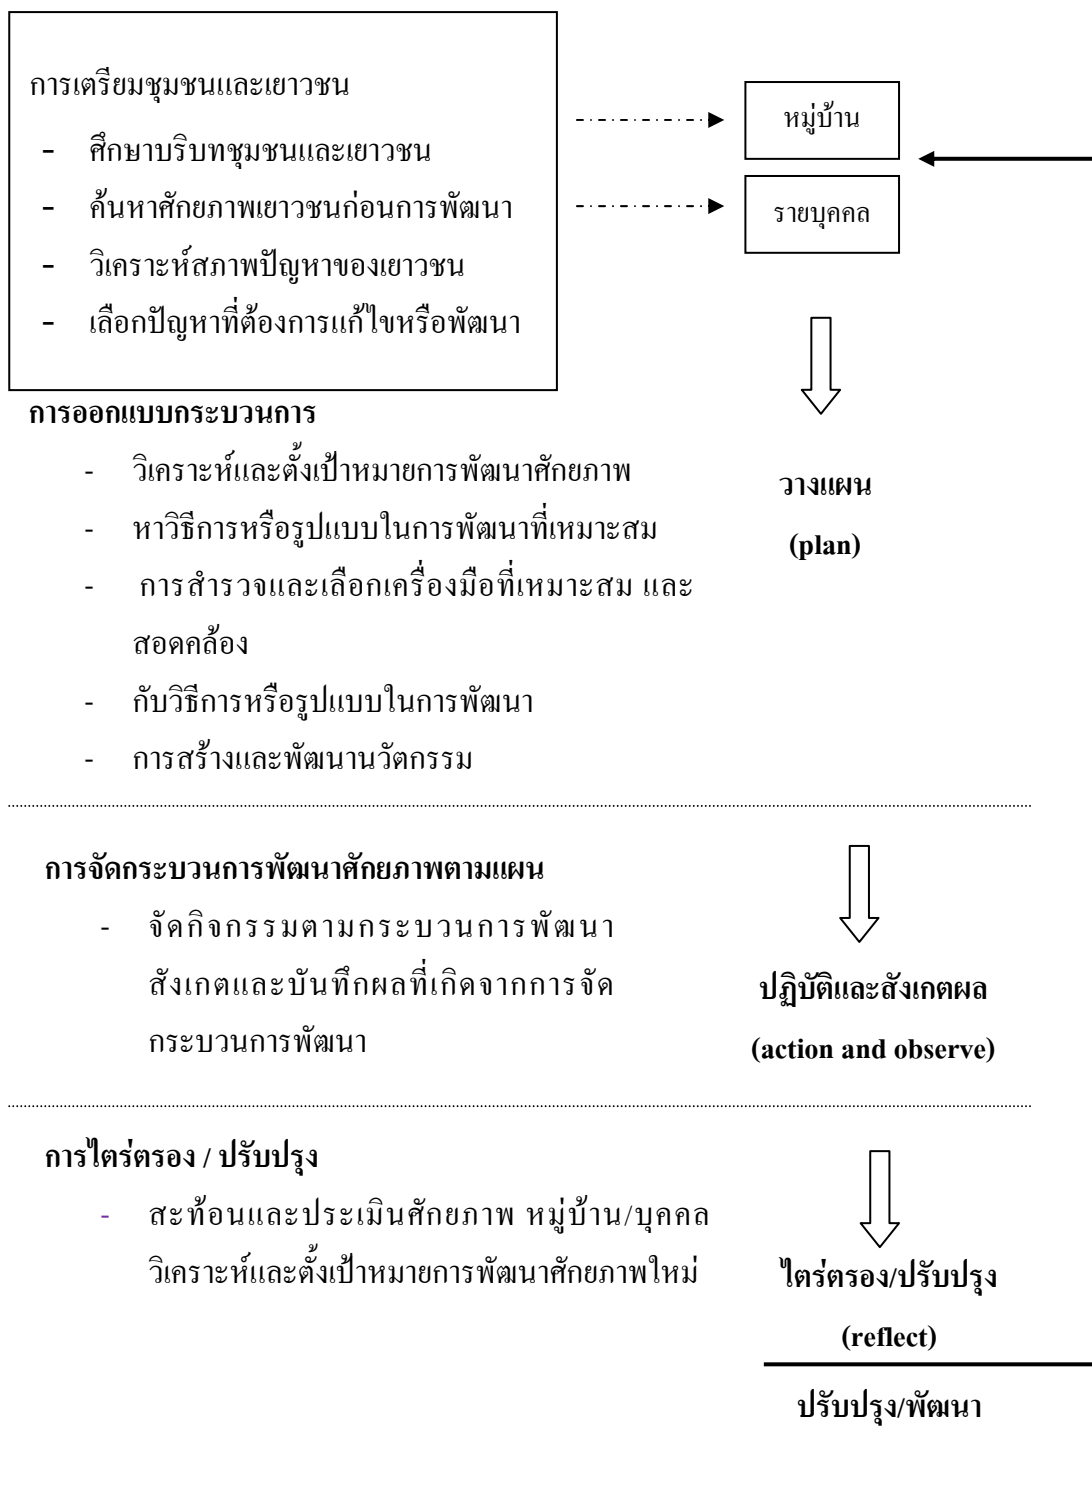 การเตรียมชุมชนและเยาวชน
- ศึกษาบริบทชุมชนและเยาวชน
- ค้นหาศักยภาพเยาวชนก่อนการพัฒนา
- วิเคราะห์สภาพปัญหาของเยาวชน
- เลือกปัญหาที่ต้องการแก้ไขหรือพัฒนา
หมู่บ้าน
รายบุคคล
การออกแบบกระบวนการ
- วิเคราะห์และตั้งเป้าหมายการพัฒนาศักยภาพ
- หาวิธีการหรือรูปแบบในการพัฒนาที่เหมาะสม
- การสำรวจและเลือกเครื่องมือที่เหมาะสม และ
สอดคล้อง
- กับวิธีการหรือรูปแบบในการพัฒนา
- การสร้างและพัฒนานวัตกรรม
วางแผน
(plan)
การจัดกระบวนการพัฒนาศักยภาพตามแผน
- จัดกิจกรรมตามกระบวนการพัฒนา
สังเกตและบันทึกผลที่เกิดจากการจัด
กระบวนการพัฒนา
ปฏิบัติและสังเกตผล
(action and observe)
การไตร่ตรอง / ปรับปรุง
- สะท้อนและประเมินศักยภาพ หมู่บ้าน/บุคคล
วิเคราะห์และตั้งเป้าหมายการพัฒนาศักยภาพใหม่
ไตร่ตรอง/ปรับปรุง
(reflect)
ปรับปรุง/พัฒนา